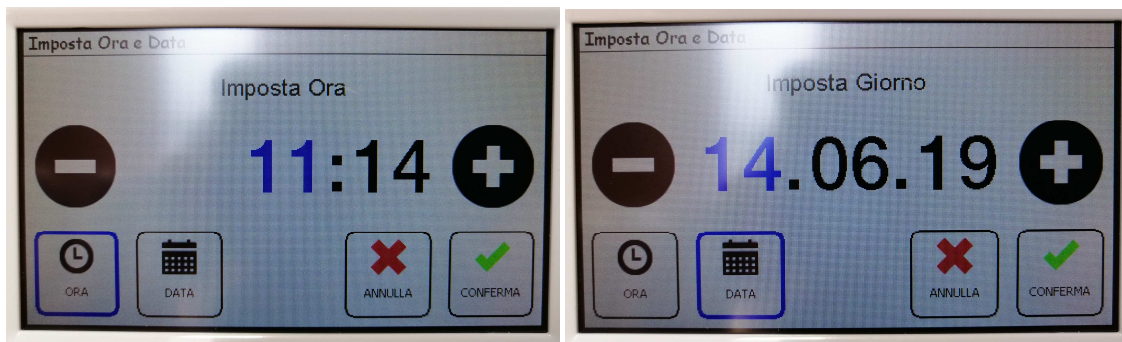 Imposta Ora e Data
Imposta Ora
11:14
ORA
DATA
ANNULLA
CONFERMA
Imposta Ora e Data
Imposta Giorno
14.06.19
ORA
DATA
ANNULLA
CONFERMA